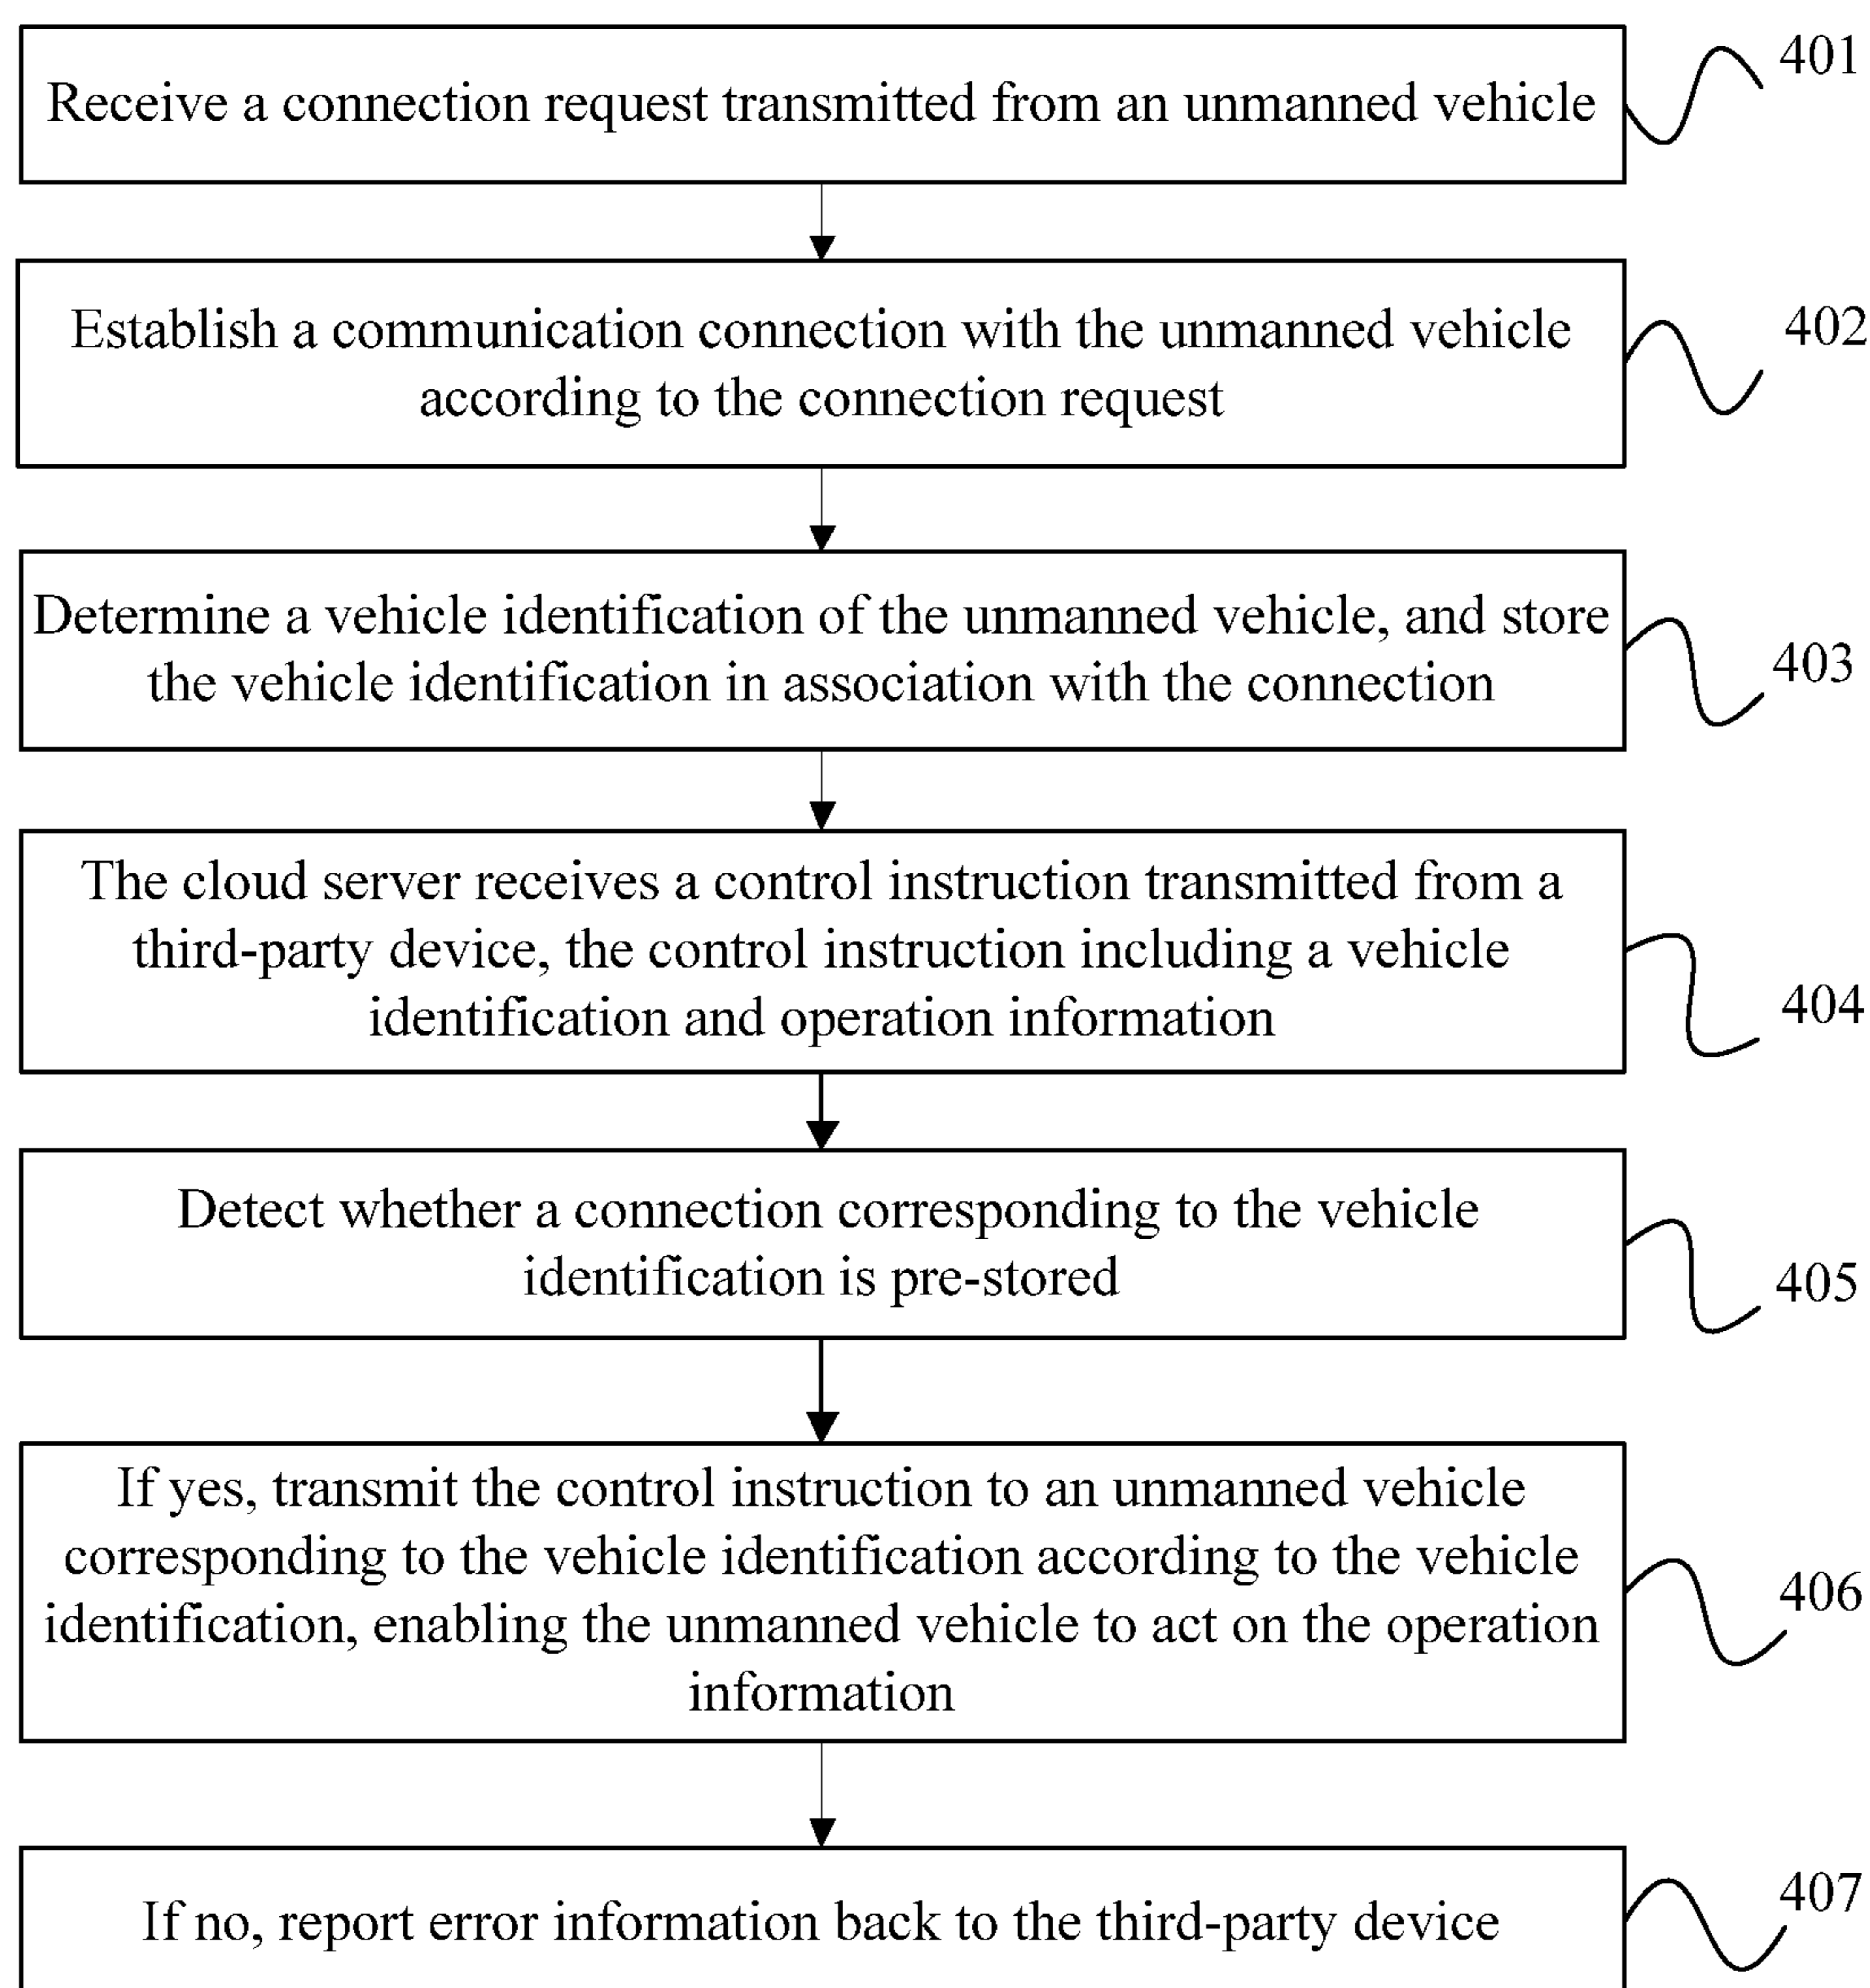 Receive a connection request transmitted from an unmanned vehicle
401
Establish a communication connection with the unmanned vehicle
according to the connection request
402
Determine a vehicle identification of the unmanned vehicle, and store
the vehicle identification in association with the connection
403
The cloud server receives a control instruction transmitted from a
third-party device, the control instruction including a vehicle
identification and operation information
404
Detect whether a connection corresponding to the vehicle
identification is pre-stored
405
If yes, transmit the control instruction to an unmanned vehicle
corresponding to the vehicle identification according to the vehicle
identification, enabling the unmanned vehicle to act on the operation
information
406
If no, report error information back to the third-party device
407